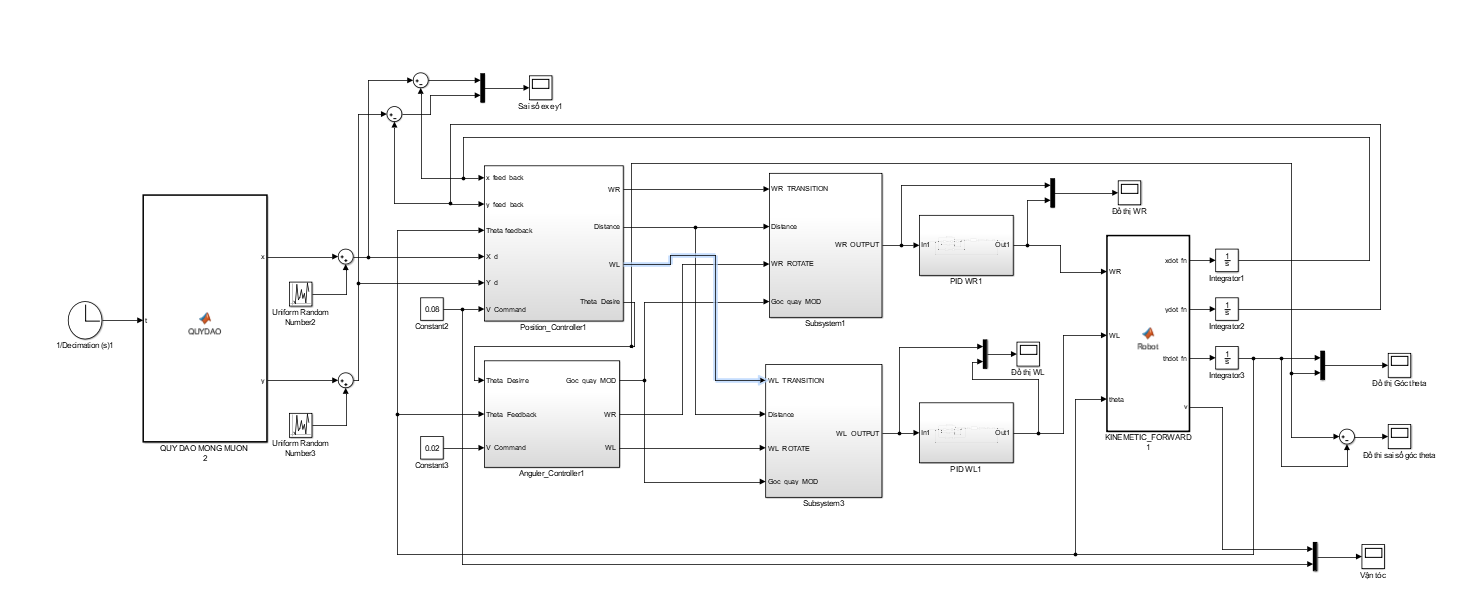 Sai số ex ey1
x feed back
y feed back
Theta feedback
X d
Y d
V Command
WR
Distance
WL
Theta Desire
Position_Controller1
WR TRANSITION
Distance
WR ROTATE
Goc quay MOD
WR OUTPUT
Subsystem1
In1
Out1
PID WR1
Đồ thị WR
x
y
t
QUYDAO
QUY DAO MONG MUON
2
1/Decimation (s)1
Uniform Random
Number2
Uniform Random
Number3
0.08
Constant2
0.02
Constant3
Theta Desire
Theta Feedback
V Command
Goc quay MOD
WR
WL
Anguler_Controller1
WL TRANSITION
Distance
WL ROTATE
Goc quay MOD
WL OUTPUT
Subsystem3
Đồ thị WL
In1
Out1
PID WL1
WR
WL
theta
Robot
xdot fn
ydot fn
thdot fn
v
KINEMETIC_FORWARD
1
1
s
Integrator1
1
s
Integrator2
1
s
Integrator3
Đồ thị Góc theta
Đồ thi sai số góc theta
Vận tốc